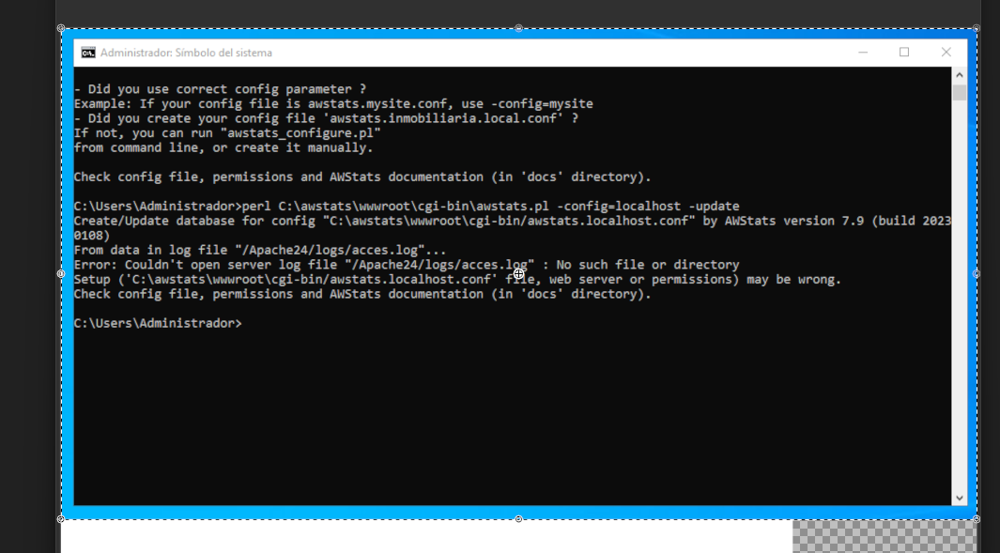 Administrador: Símbolo del sistema
- Did you use correct config parameter ?
Example: If your config file is awstats.mysite.conf, use -config=mysite
- Did you create your config file 'awstats.inmobiliaria.local.conf' ?
If not, you can run "awstats_configure.pl"
from command line, or create it manually.
Check config file, permissions and AWStats documentation (in 'docs' directory).
C:\Users\Administrador>perl C:\awstats\wwwroot\cgi-bin\awstats.pl -config=localhost -update
Create/Update database for config "C:\awstats\wwwroot\cgi-bin/awstats.localhost.conf" by AWStats version 7.9 (build 2023
0108)
From data in log file "/Apache24/logs/acces.log"...
Error: Couldn't open server log file "/Apache24/logs/acces.log" : No such file or directory
Setup ('C:\awstats\wwwroot\cgi-bin/awstats.localhost.conf' file, web server or permissions) may be wrong.
Check config file, permissions and AWStats documentation (in 'docs' directory).
C:\Users\Administrador>